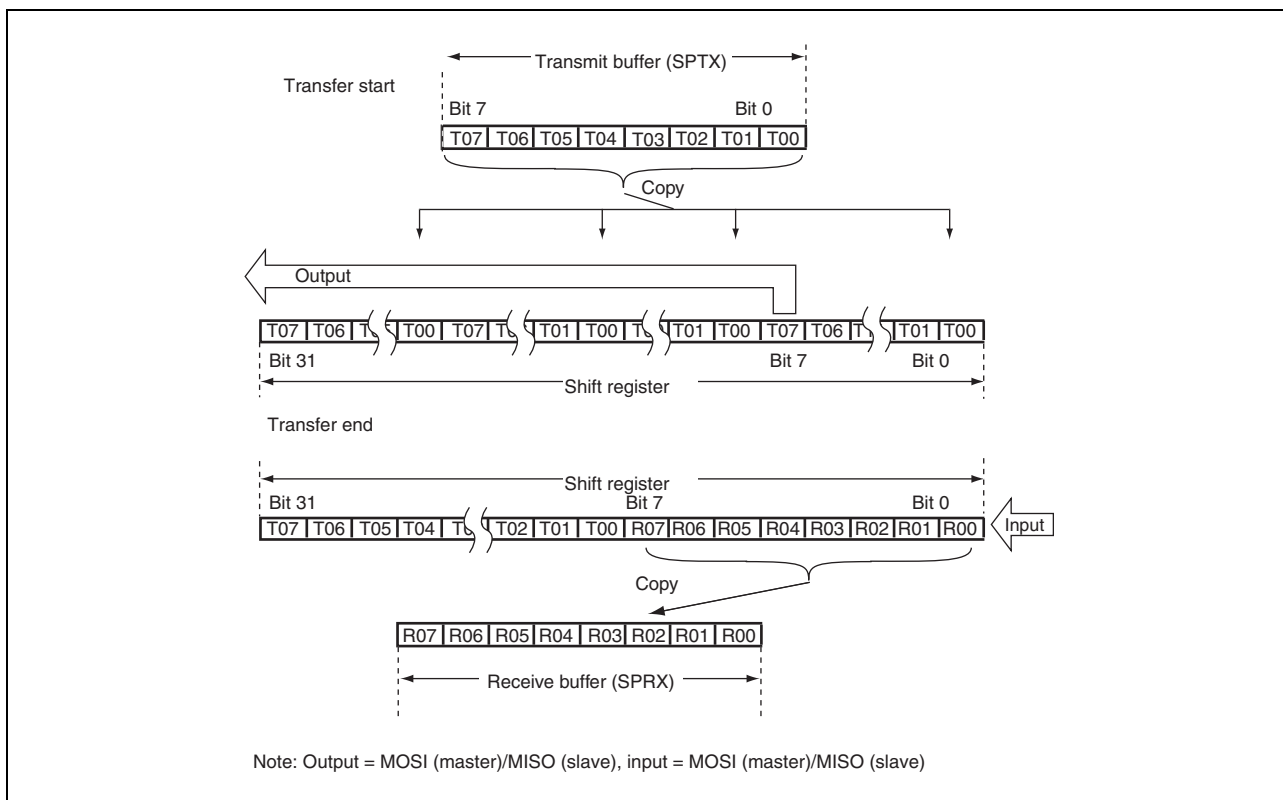 Transmit buffer (SPTX)
Transfer start
Bit 7 Bit 0
T07 T06 T05 T04 T03 T02 T01 T00
Copy
Output
T07 T06 T00 T07 T01 T00 T01 T00 T07 T06 T01 T00
Bit 31 Bit 7 Bit 0
Shift register
Transfer end
Shift register
Bit 31 Bit 7 Bit 0
T07 T06 T05 T04 T02 T01 T00 R07 R06 R05 R04 R03 R02 R01 R00
Input
Copy
R07 R06 R05 R04 R03 R02 R01 R00
Receive buffer (SPRX)
Note: Output = MOSI (master)/MISO (slave), input = MOSI (master)/MISO (slave)